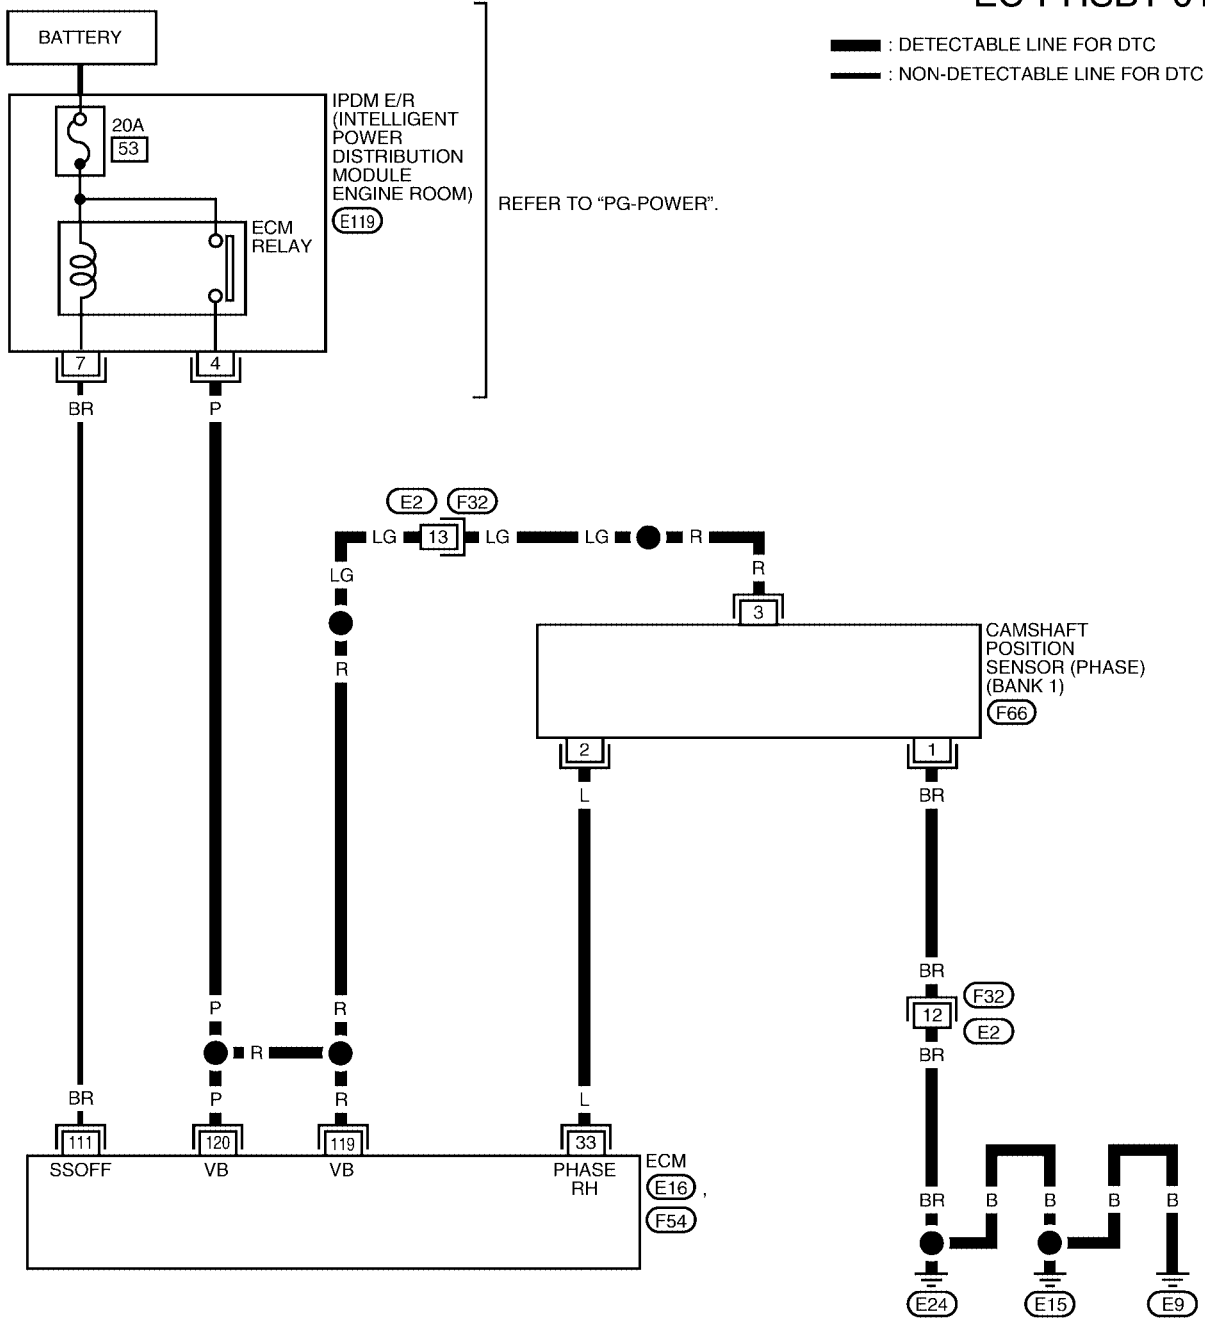 BATTERY
: DETECTABLE LINE FOR DTC
: NON-DETECTABLE LINE FOR DTC
20A
53
IPDM E/R
(INTELLIGENT
POWER
DISTRIBUTION
MODULE
ENGINE ROOM)
E119
REFER TO “PG-POWER”.
ECM
RELAY
7
4
BR
P
E2
F32
LG
13
LG
LG
R
LG
R
R
3
CAMSHAFT
POSITION
SENSOR (PHASE)
(BANK 1)
F66
2
1
L
BR
BR
F32
12
E2
BR
P
R
R
BR
P
R
L
111
120
119
33
SSOFF
VB
VB
PHASE
RH
ECM
E16 ,
F54
BR
B
B
B
B
E24
E15
E9